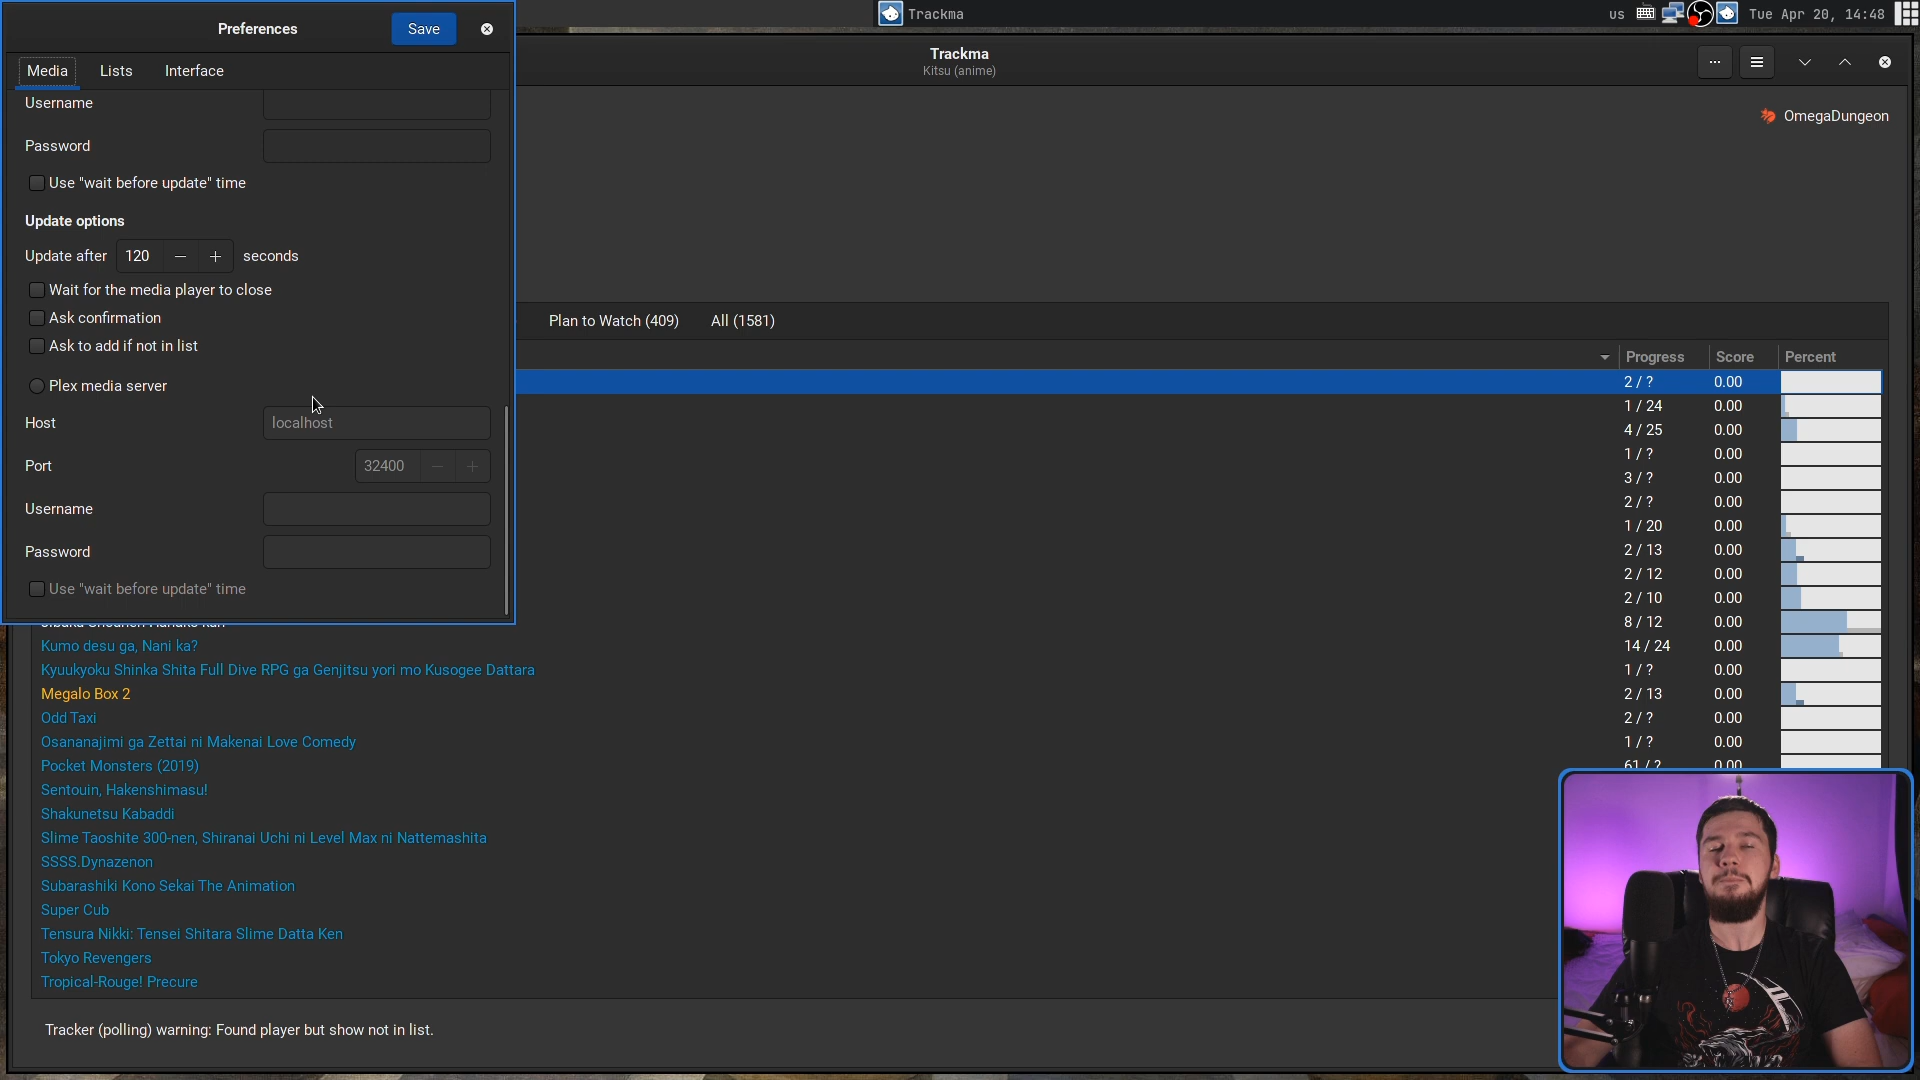 Trackma
us
Tue Apr 20, 14:48
Preferences
Save
Media Lists Interface
Username
Password
Use "wait before update" time
Update options
Update after 120 seconds
Wait for the media player to close
Ask confirmation
Ask to add if not in list
Plex media server
Host localhost
Port 32400
Username
Password
Use "wait before update" time
Trackma
Kitsu (anime)
OmegaDungeon
Plan to Watch (409) All (1581)
Progress Score Percent
2 / ? 0.00
1 / 24 0.00
4 / 25 0.00
1 / ? 0.00
3 / ? 0.00
2 / ? 0.00
1 / 20 0.00
2 / 13 0.00
2 / 12 0.00
2 / 10 0.00
8 / 12 0.00
Kumo desu ga, Nani ka? 14 / 24 0.00
Kyuukyoku Shinka Shita Full Dive RPG ga Genjitsu yori mo Kusogee Dattara 1 / ? 0.00
Megalo Box 2 2 / 13 0.00
Odd Taxi 2 / ? 0.00
Osananajimi ga Zettai ni Makenai Love Comedy 1 / ? 0.00
Pocket Monsters (2019) 61 / ? 0.00
Sentouin, Hakenshimasu!
Shakunetsu Kabaddi
Slime Taoshite 300-nen, Shiranai Uchi ni Level Max ni Nattemashita
SSSS.Dynazenon
Subarashiki Kono Sekai The Animation
Super Cub
Tensura Nikki: Tensei Shitara Slime Datta Ken
Tokyo Revengers
Tropical-Rouge! Precure
Tracker (polling) warning: Found player but show not in list.